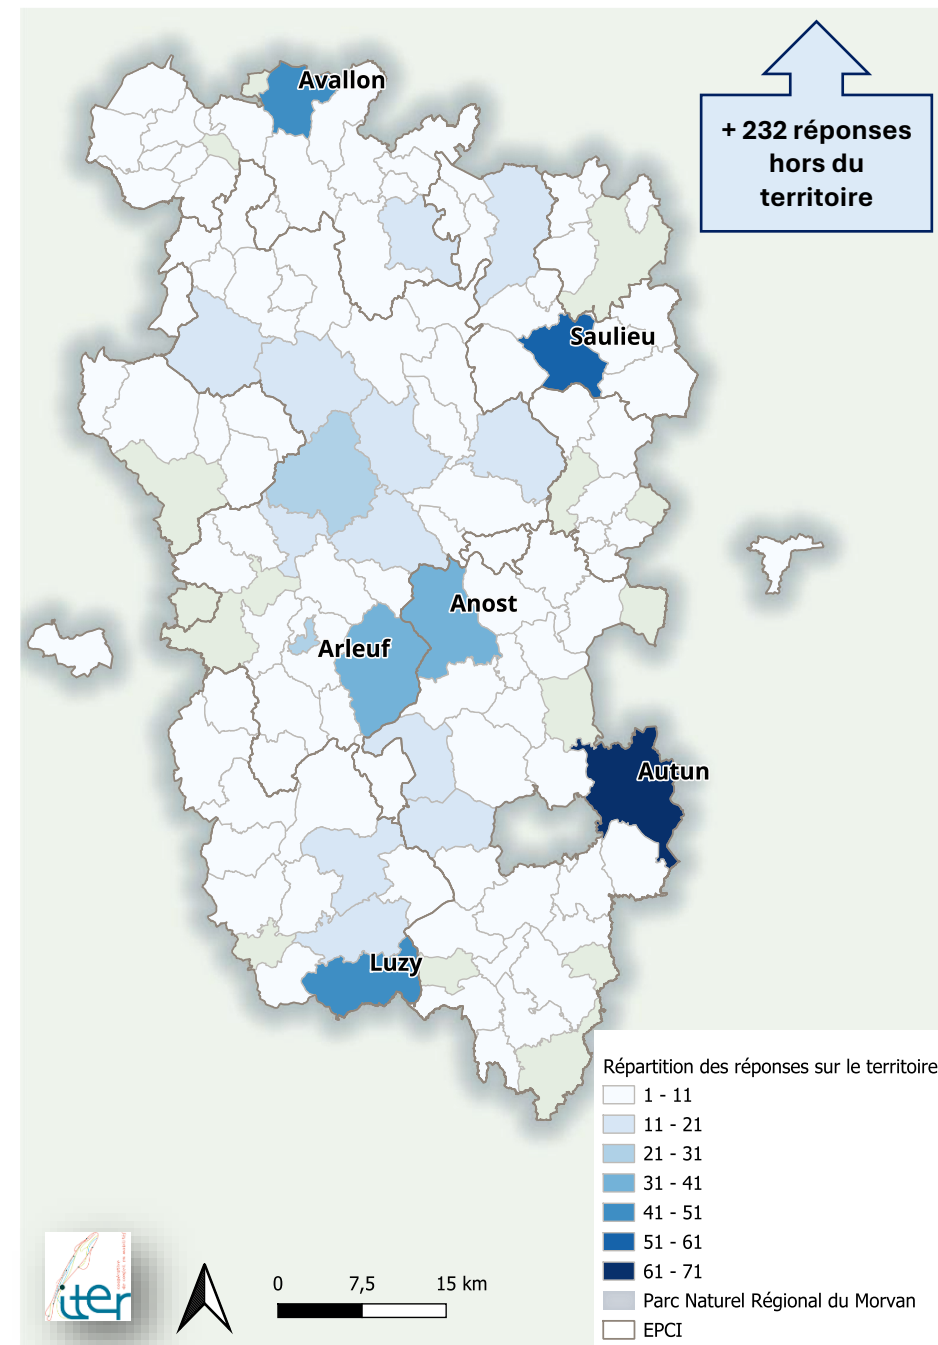 Avallon
+ 232 réponses
hors du
territoire
Saulieu
Anost
Arleuf
Autun
Luzy
Répartition des réponses sur le territoire
1 - 11
11 - 21
21 - 31
31 - 41
41 - 51
51 - 61
61 - 71
Parc Naturel Régional du Morvan
EPCI
iter
0 7,5 15 km